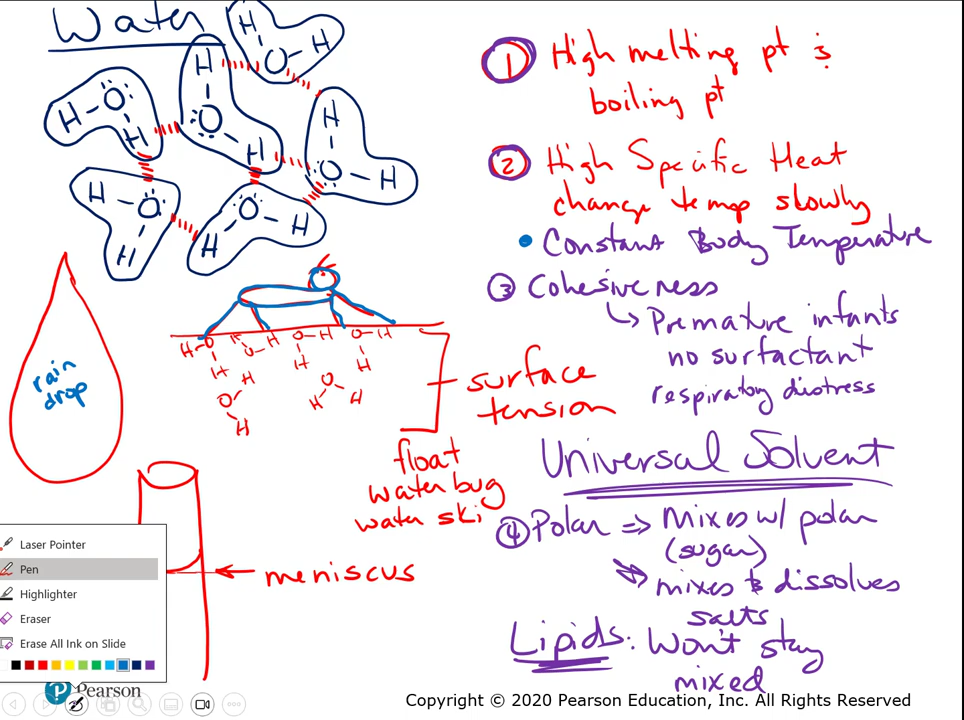 Water
H
H
O
H
O
H
H
O
H
H
O
H
H
O
H
H
O
H
H
O
H
① High melting pt &
boiling pt
② High Specific Heat
change temp slowly
• Constant Body Temperature
③ Cohesiveness
↳ Premature infants
no surfactant
respiratory distress
rain
drop
H-O
O-H
O-H
O-H
H
H
H
H
H
O
H
O
H
H
surface
tension
float
waterbug
water ski
Universal Solvent
④ Polar ⇒ Mixes w/ polar
(sugar)
⇒ mixes & dissolves
salts
Lipids: Won't stay
mixed
← meniscus
Laser Pointer
Pen
Highlighter
Eraser
Erase All Ink on Slide
Pearson
Copyright © 2020 Pearson Education, Inc. All Rights Reserved